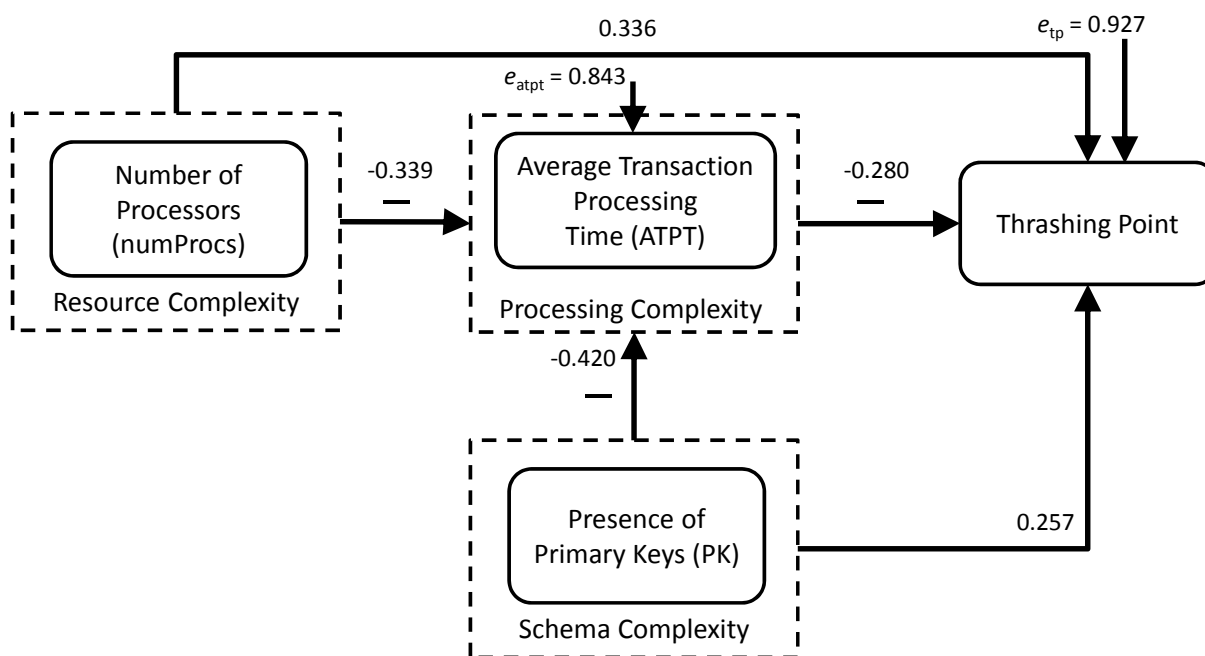 0.336
e_tp = 0.927
e_atpt = 0.843
Number of
Processors
(numProcs)
Resource Complexity
-0.339
Average Transaction
Processing
Time (ATPT)
Processing Complexity
-0.280
Thrashing Point
-0.420
Presence of
Primary Keys (PK)
Schema Complexity
0.257